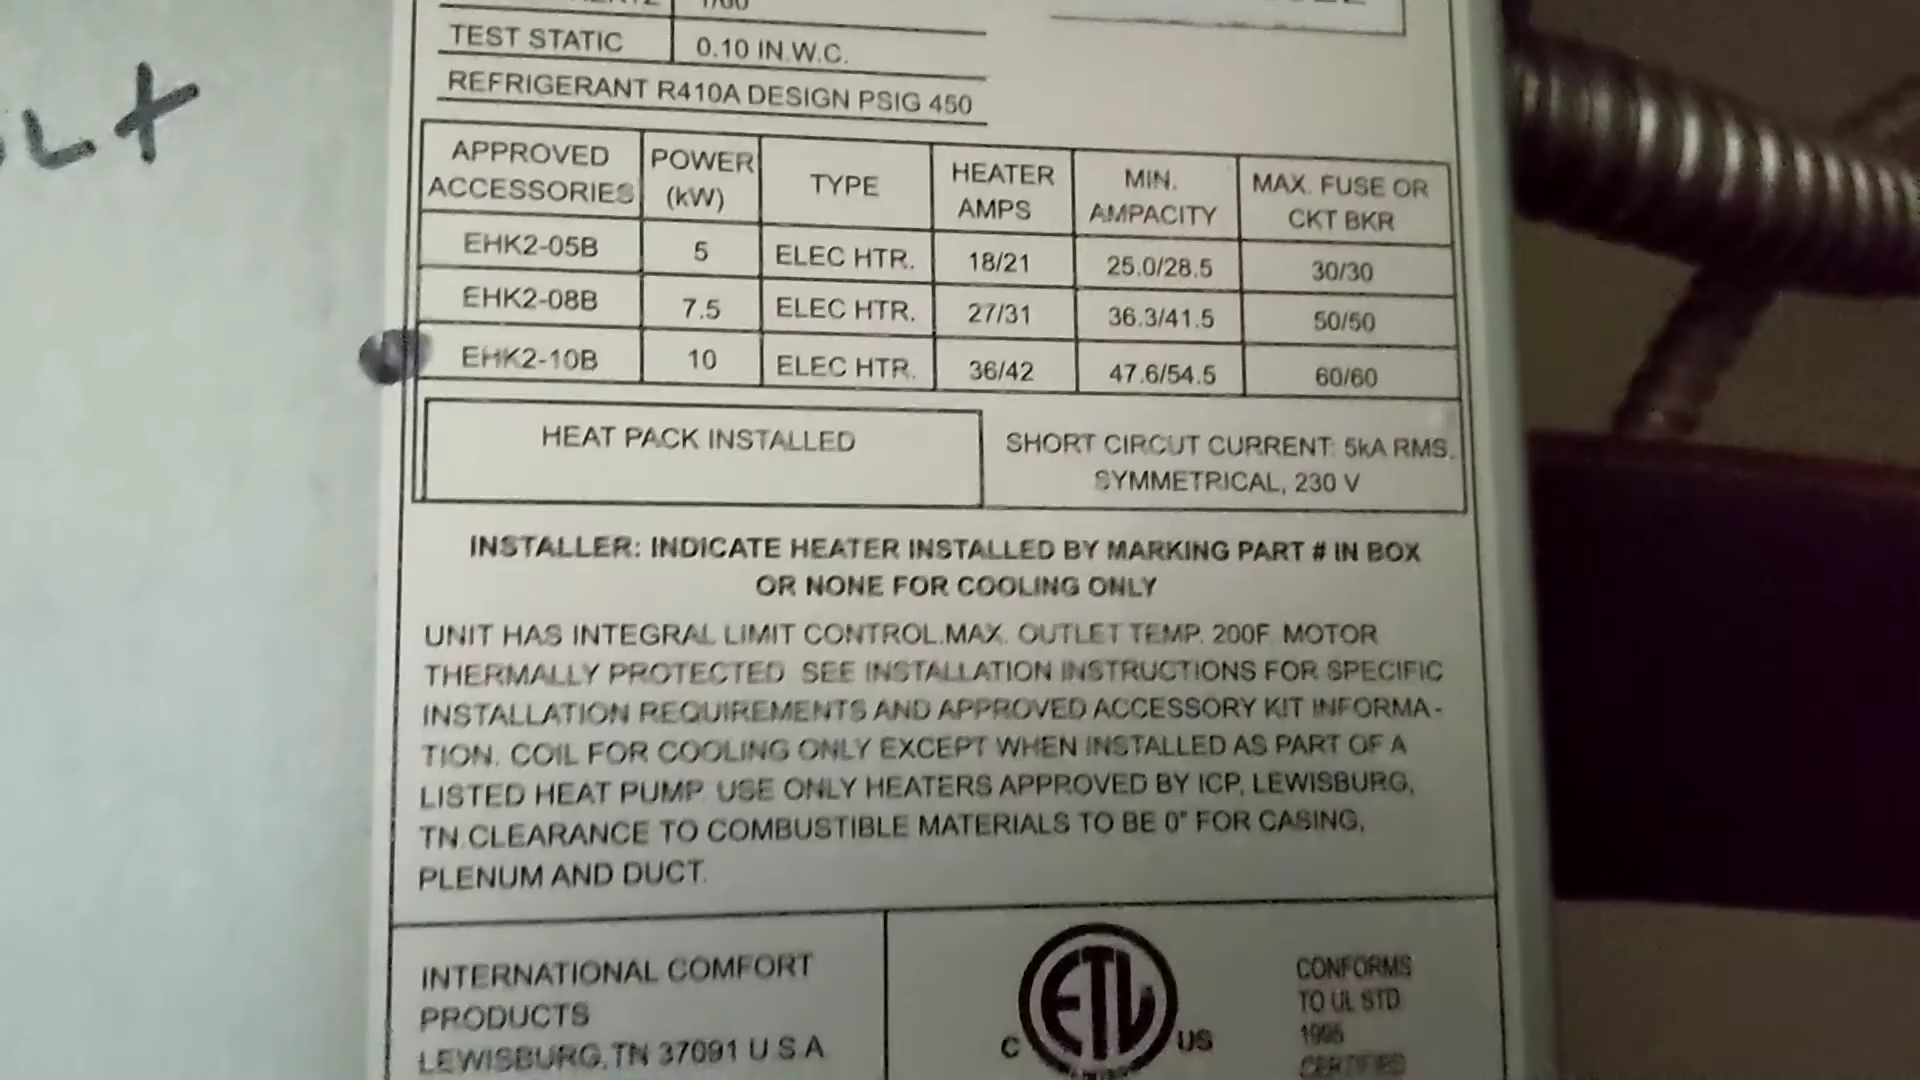 1/60
TEST STATIC 0.10 IN.W.C.
REFRIGERANT R410A DESIGN PSIG 450
APPROVED ACCESSORIES POWER (kW) TYPE HEATER AMPS MIN. AMPACITY MAX. FUSE OR CKT BKR
EHK2-05B 5 ELEC HTR. 18/21 25.0/28.5 30/30
EHK2-08B 7.5 ELEC HTR. 27/31 36.3/41.5 50/50
EHK2-10B 10 ELEC HTR. 36/42 47.6/54.5 60/60
HEAT PACK INSTALLED
SHORT CIRCUT CURRENT: 5kA RMS,
SYMMETRICAL, 230 V
INSTALLER: INDICATE HEATER INSTALLED BY MARKING PART # IN BOX
OR NONE FOR COOLING ONLY
UNIT HAS INTEGRAL LIMIT CONTROL.MAX. OUTLET TEMP. 200F. MOTOR
THERMALLY PROTECTED. SEE INSTALLATION INSTRUCTIONS FOR SPECIFIC
INSTALLATION REQUIREMENTS AND APPROVED ACCESSORY KIT INFORMA-
TION. COIL FOR COOLING ONLY EXCEPT WHEN INSTALLED AS PART OF A
LISTED HEAT PUMP. USE ONLY HEATERS APPROVED BY ICP, LEWISBURG,
TN.CLEARANCE TO COMBUSTIBLE MATERIALS TO BE 0" FOR CASING,
PLENUM AND DUCT.
INTERNATIONAL COMFORT
PRODUCTS
LEWISBURG, TN 37091 U.S.A
C ETL US
CONFORMS
TO UL STD
1995
CERTIFIED